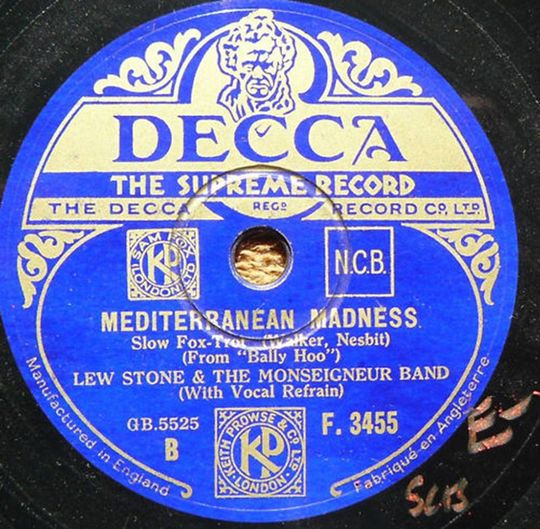 DECCA
THE SUPREME RECORD
THE DECCA REGD RECORD CO, LTD.
SAM FOX
LONDON LTD
KP
N.C.B.
MEDITERRANEAN MADNESS
Slow Fox-Trot (Walker, Nesbit)
(From "Bally Hoo")
LEW STONE & THE MONSEIGNEUR BAND
(With Vocal Refrain)
GB.5525
B
F. 3455
KEITH PROWSE & CO LTD
KP
LONDON
Manufactured in England
Fabriqué en Angleterre
E-